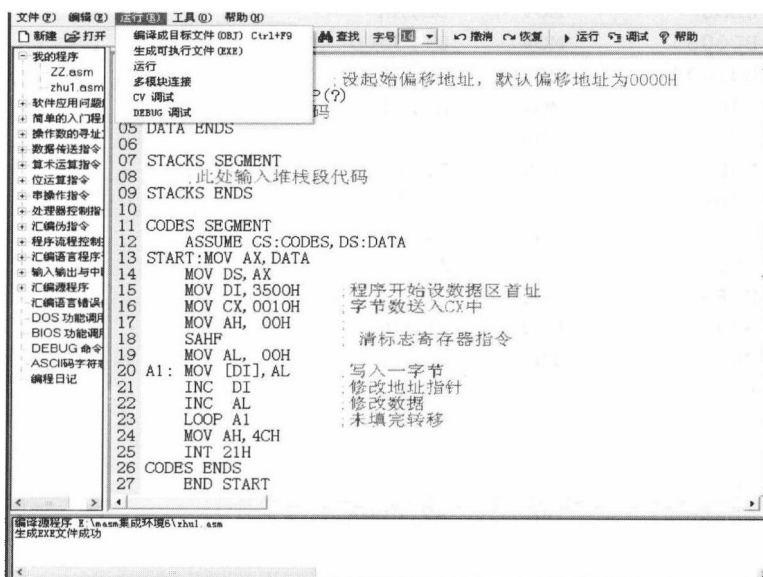 文件(F) 编辑(E) 运行(R) 工具(O) 帮助(H)
新建 打开 查找 字号 14 撤消 恢复 运行 调试 帮助
编译成目标文件(OBJ) Ctrl+F9
生成可执行文件(EXE)
运行
多模块连接
CV 调试
DEBUG 调试
我的程序
ZZ.asm
zhu1.asm
软件应用问题
简单的入门程
操作数的寻址
数据传送指令
算术运算指令
位运算指令
串操作指令
处理器控制指
汇编伪指令
程序流程控制
汇编语言程序
输入输出与中
汇编源程序
汇编语言错误
DOS 功能调用
BIOS 功能调用
DEBUG 命令
ASCII码字符
编程日记
;设起始偏移地址，默认偏移地址为0000H
P(?)
码
05 DATA ENDS
06
07 STACKS SEGMENT
08 ;此处输入堆栈段代码
09 STACKS ENDS
10
11 CODES SEGMENT
12 ASSUME CS:CODES,DS:DATA
13 START:MOV AX,DATA
14 MOV DS,AX
15 MOV DI,3500H ;程序开始设数据区首址
16 MOV CX,0010H ;字节数送入CX中
17 MOV AH, 00H
18 SAHF ; 清标志寄存器指令
19 MOV AL, 00H
20 A1: MOV [DI],AL ;写入一字节
21 INC DI ;修改地址指针
22 INC AL ;修改数据
23 LOOP A1 ;未填完转移
24 MOV AH,4CH
25 INT 21H
26 CODES ENDS
27 END START
编译源程序 E:\masm集成环境6\zhu1.asm
生成EXE文件成功